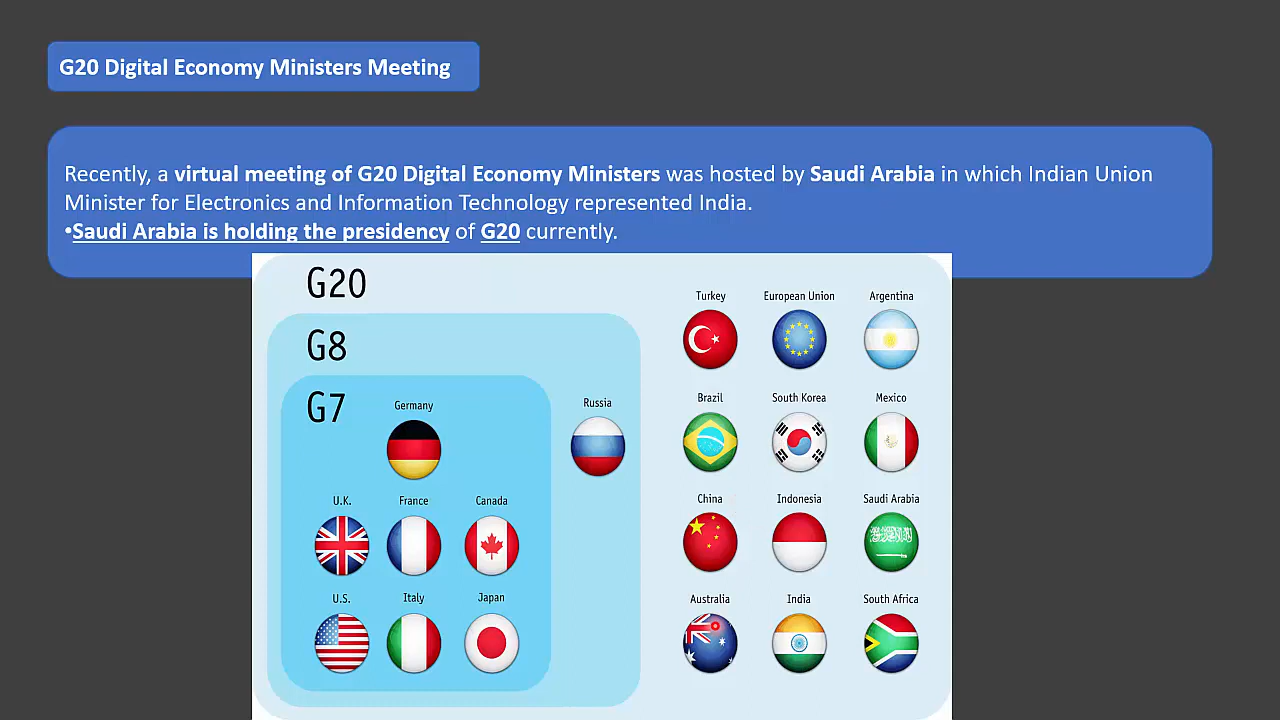 G20 Digital Economy Ministers Meeting
Recently, a virtual meeting of G20 Digital Economy Ministers was hosted by Saudi Arabia in which Indian Union
Minister for Electronics and Information Technology represented India.
•Saudi Arabia is holding the presidency of G20 currently.
G20
Turkey European Union Argentina
G8
G7 Germany Russia Brazil South Korea Mexico
U.K. France Canada China Indonesia Saudi Arabia
U.S. Italy Japan Australia India South Africa